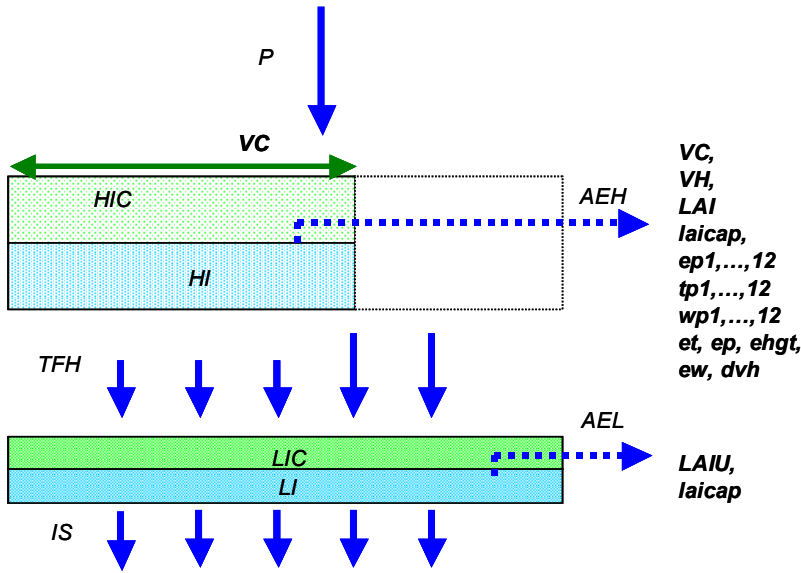 P
VC
HIC
HI
AEH
VC,
VH,
LAI
laicap,
ep1,...,12
tp1,...,12
wp1,...,12
et, ep, ehgt,
ew, dvh
TFH
AEL
LIC
LI
LAIU,
laicap
IS